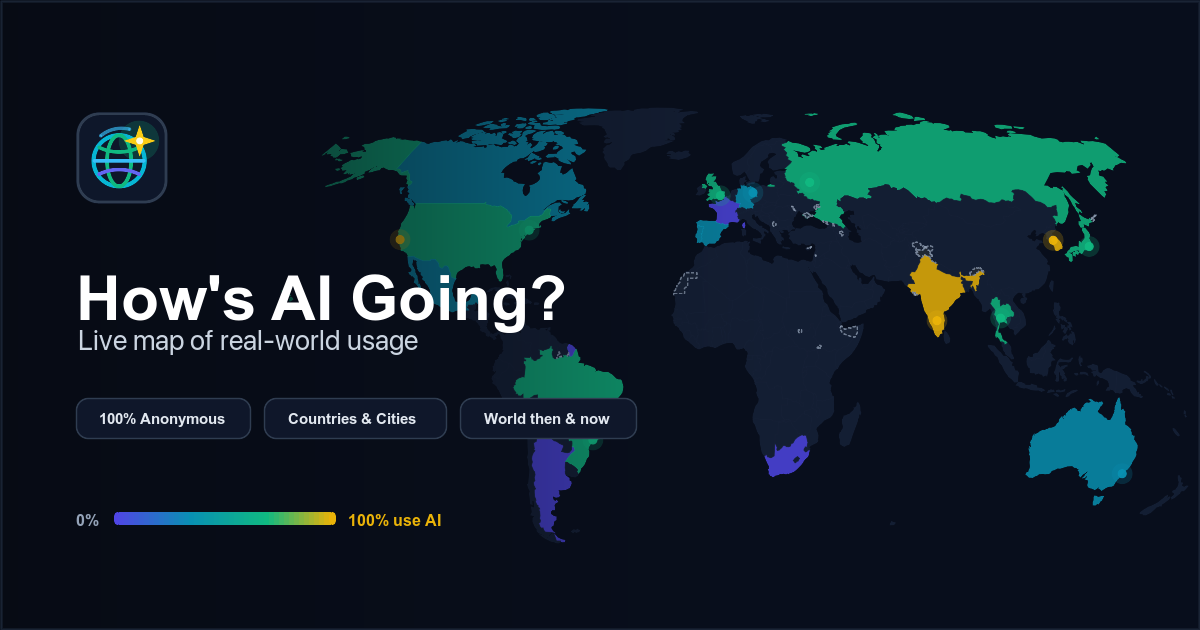 How's AI Going?
Live map of real-world usage
100% Anonymous
Countries & Cities
World then & now
0%
100% use AI